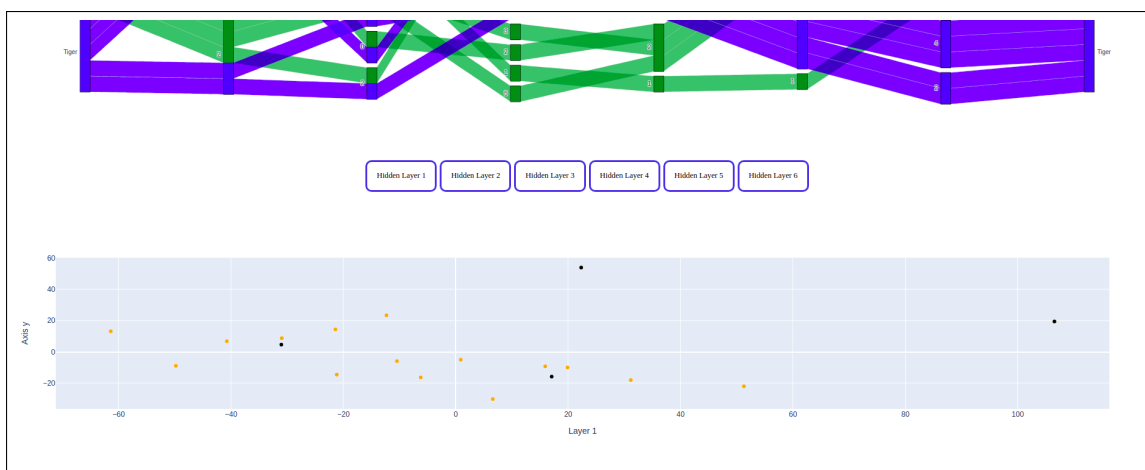 Tiger
Tiger
Hidden Layer 1
Hidden Layer 2
Hidden Layer 3
Hidden Layer 4
Hidden Layer 5
Hidden Layer 6
60
40
20
0
−20
Axis y
−60
−40
−20
0
20
40
60
80
100
Layer 1